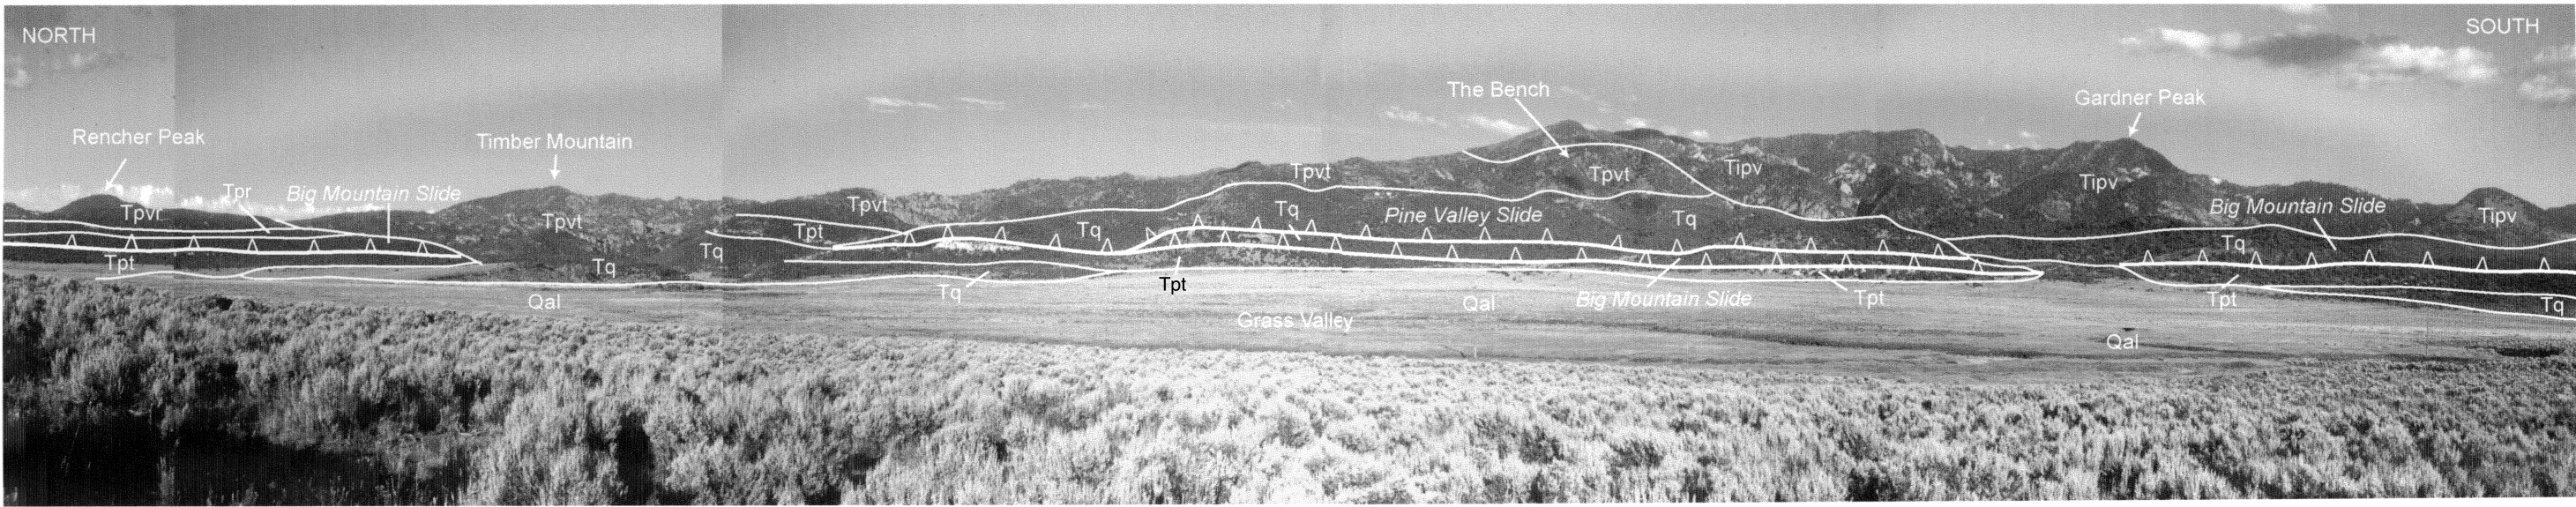 NORTH
SOUTH
The Bench
Gardner Peak
Rencher Peak
Timber Mountain
Tpvt
Tipv
Tpvt
Tipv
Tpr
Big Mountain Slide
Tpvr
Tpvt
Tpvt
Tq
Pine Valley Slide
Tq
Big Mountain Slide
Tipv
Tpt
Tq
Tq
Tq
Tpt
Tq
Tq
Tpt
Qal
Tpt
Qal
Big Mountain Slide
Tpt
Tpt
Tq
Grass Valley
Qal